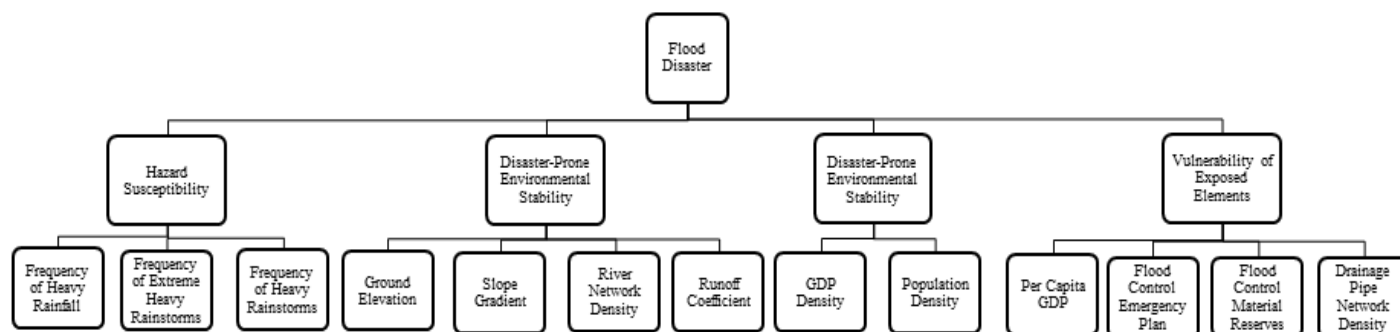 Flood
Disaster
Hazard
Susceptibility
Disaster-Prone
Environmental
Stability
Disaster-Prone
Environmental
Stability
Vulnerability of
Exposed
Elements
Frequency
of Heavy
Rainfall
Frequency
of Extreme
Heavy
Rainstorms
Frequency
of Heavy
Rainstorms
Ground
Elevation
Slope
Gradient
River
Network
Density
Runoff
Coefficient
GDP
Density
Population
Density
Per Capita
GDP
Flood
Control
Emergency
Plan
Flood
Control
Material
Reserves
Drainage
Pipe
Network
Density